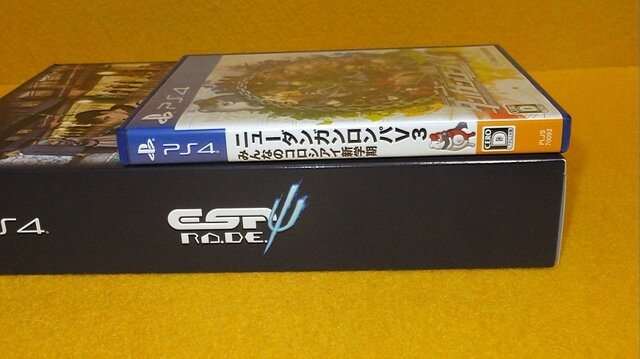 PS4
PS4
ニューダンガンロンパV3
みんなのコロシアイ新学期
CERO
D
PLJS
70092
D
PS4
ESP
RA.DE.